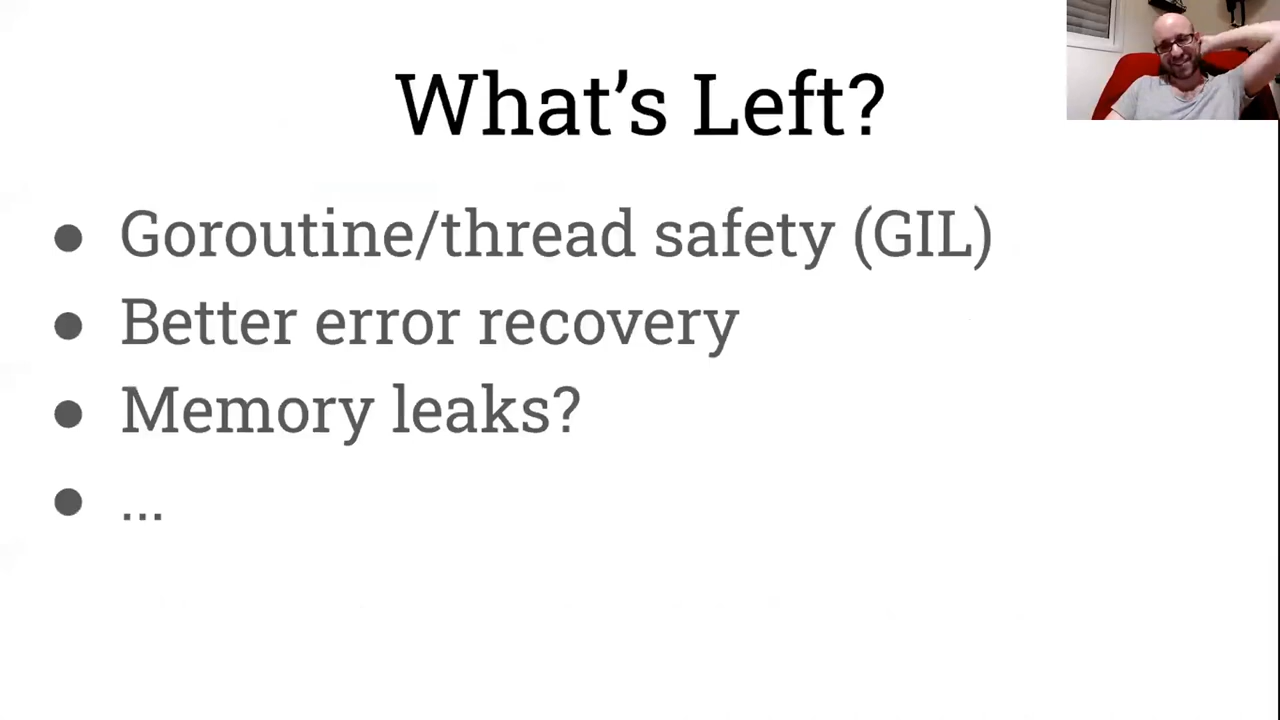 What’s Left?
● Goroutine/thread safety (GIL)
● Better error recovery
● Memory leaks?
● ...